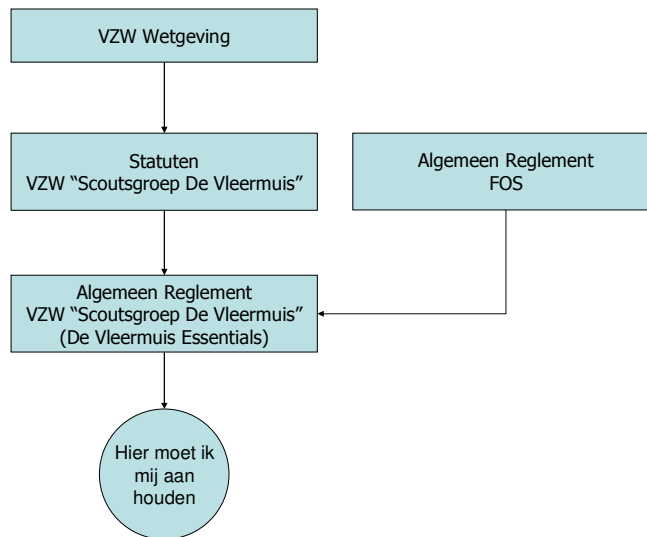 VZW Wetgeving
Statuten
VZW “Scoutsgroep De Vleermuis”
Algemeen Reglement
FOS
Algemeen Reglement
VZW “Scoutsgroep De Vleermuis”
(De Vleermuis Essentials)
Hier moet ik
mij aan
houden